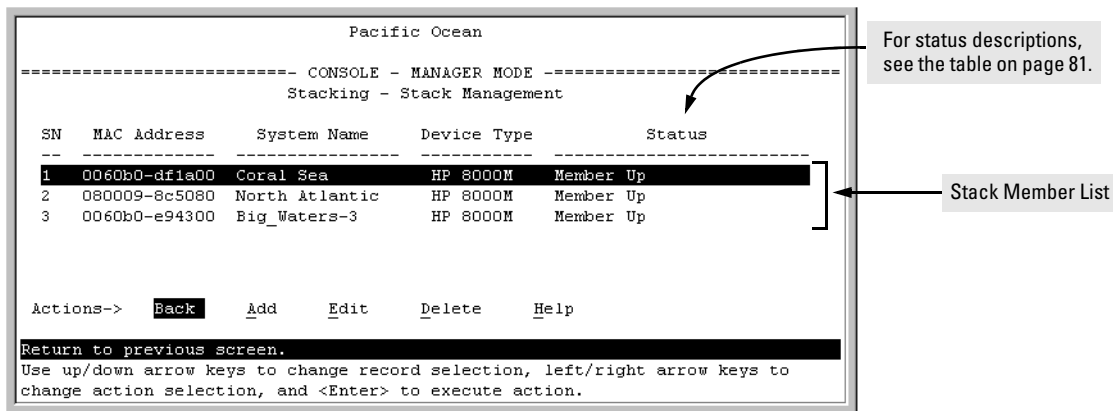 Pacific Ocean
==========================- CONSOLE - MANAGER MODE -============================
Stacking - Stack Management
SN MAC Address System Name Device Type Status
-- ------------- ---------------- ----------- -------------------------
1 0060b0-df1a00 Coral Sea HP 8000M Member Up
2 080009-8c5080 North Atlantic HP 8000M Member Up
3 0060b0-e94300 Big_Waters-3 HP 8000M Member Up
Actions-> Back Add Edit Delete Help
Return to previous screen.
Use up/down arrow keys to change record selection, left/right arrow keys to
change action selection, and <Enter> to execute action.
For status descriptions,
see the table on page 81.
Stack Member List